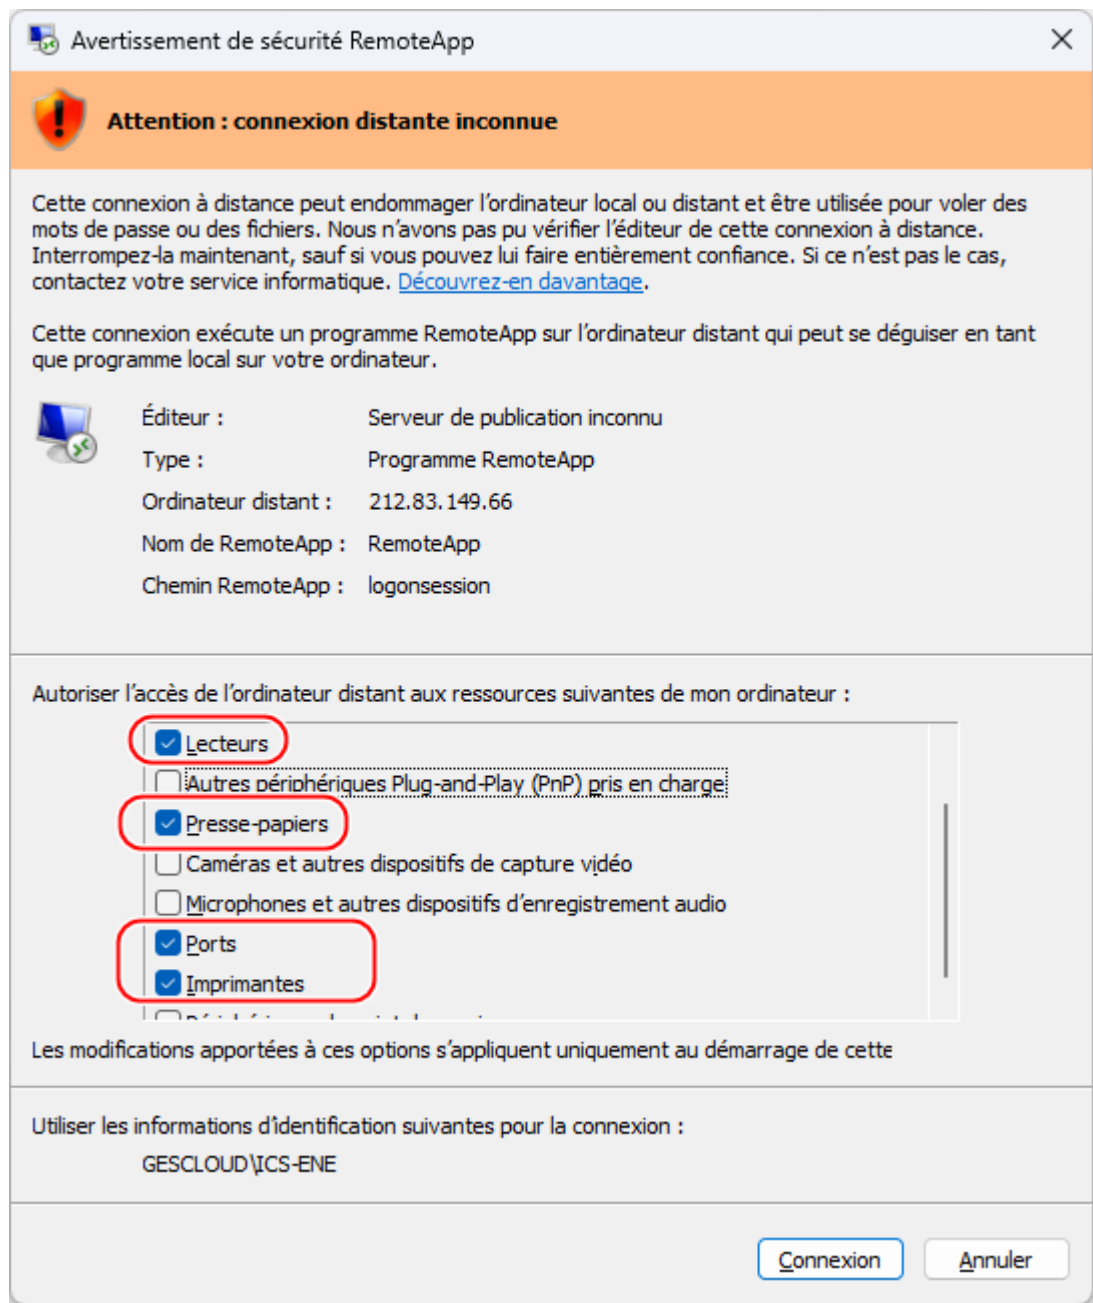 Avertissement de sécurité RemoteApp
Attention : connexion distante inconnue
Cette connexion à distance peut endommager l’ordinateur local ou distant et être utilisée pour voler des
mots de passe ou des fichiers. Nous n’avons pas pu vérifier l’éditeur de cette connexion à distance.
Interrompez-la maintenant, sauf si vous pouvez lui faire entièrement confiance. Si ce n’est pas le cas,
contactez votre service informatique. Découvrez-en davantage.
Cette connexion exécute un programme RemoteApp sur l’ordinateur distant qui peut se déguiser en tant
que programme local sur votre ordinateur.
Éditeur : Serveur de publication inconnu
Type : Programme RemoteApp
Ordinateur distant : 212.83.149.66
Nom de RemoteApp : RemoteApp
Chemin RemoteApp : logonsession
Autoriser l’accès de l’ordinateur distant aux ressources suivantes de mon ordinateur :
Lecteurs
Autres périphériques Plug-and-Play (PnP) pris en charge
Presse-papiers
Caméras et autres dispositifs de capture vidéo
Microphones et autres dispositifs d’enregistrement audio
Ports
Imprimantes
Les modifications apportées à ces options s’appliquent uniquement au démarrage de cette
Utiliser les informations d’identification suivantes pour la connexion :
GESCLOUD\ICS-ENE
Connexion Annuler